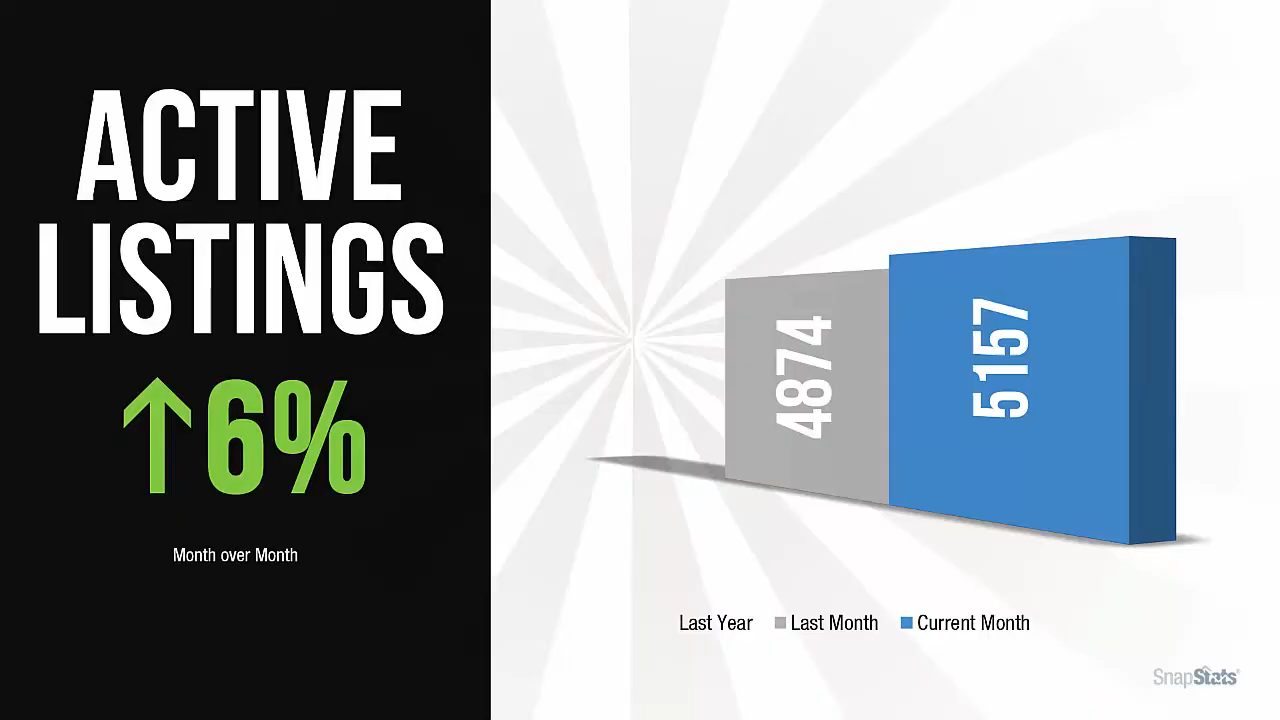 ACTIVE
LISTINGS
↑6%
Month over Month
4874
5157
Last Year Last Month Current Month
SnapStats®